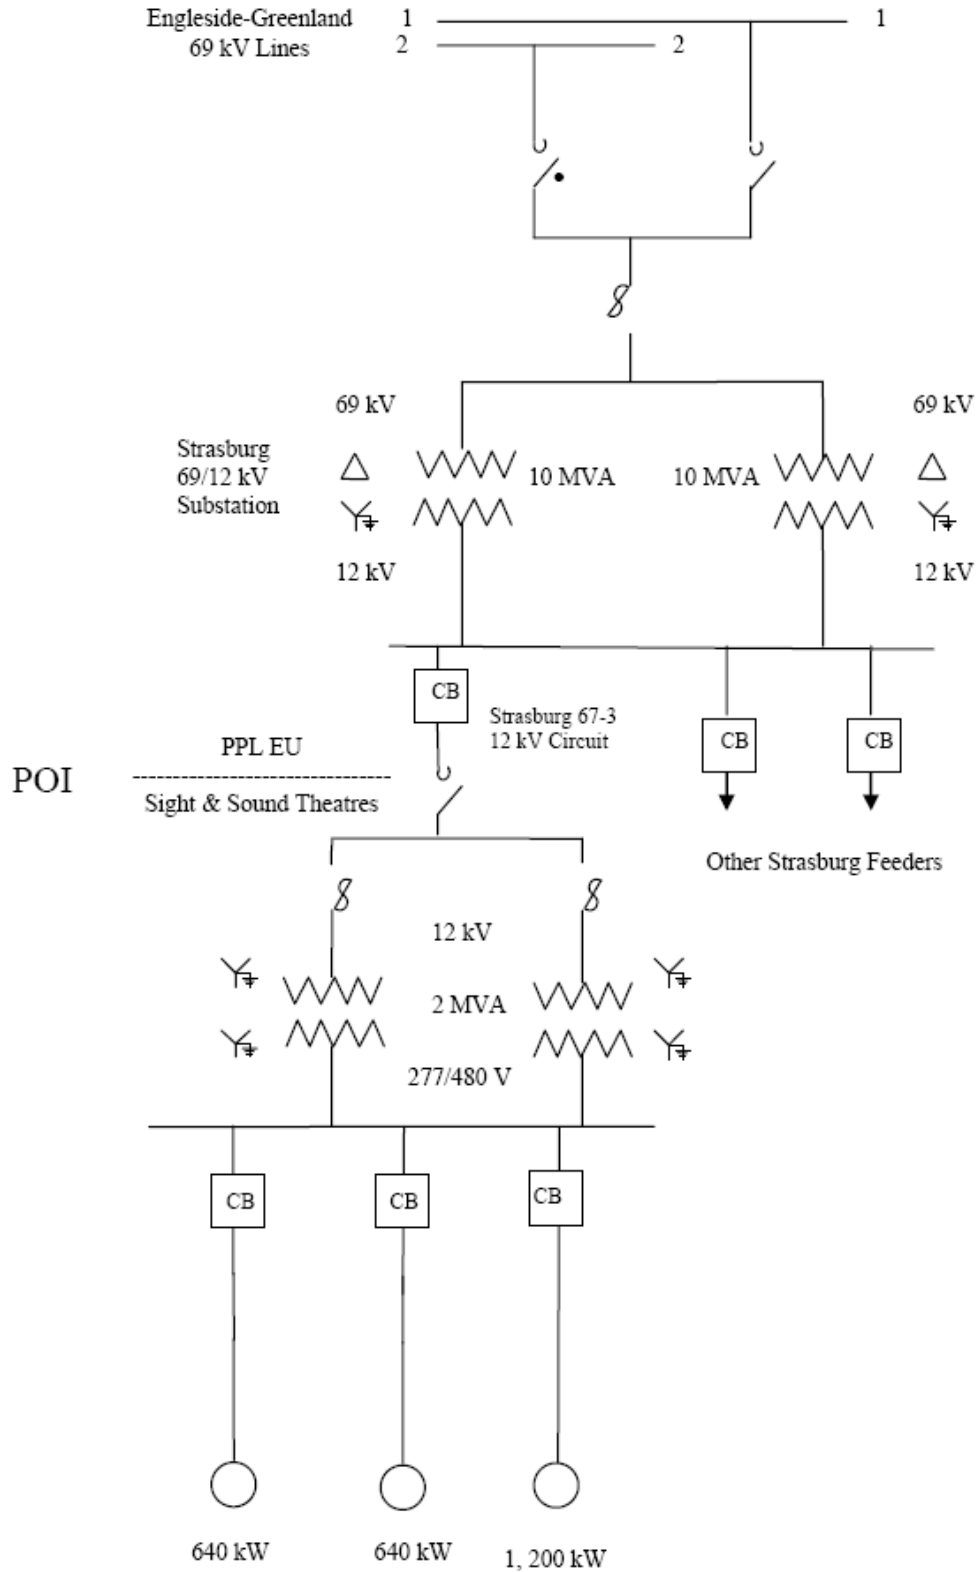 Engleside-Greenland
69 kV Lines
1
1
2
2
69 kV
69 kV
Strasburg
69/12 kV
Substation
10 MVA
10 MVA
12 kV
12 kV
CB
Strasburg 67-3
12 kV Circuit
CB
CB
PPL EU
POI
Sight & Sound Theatres
Other Strasburg Feeders
12 kV
2 MVA
277/480 V
CB
CB
CB
640 kW
640 kW
1, 200 kW